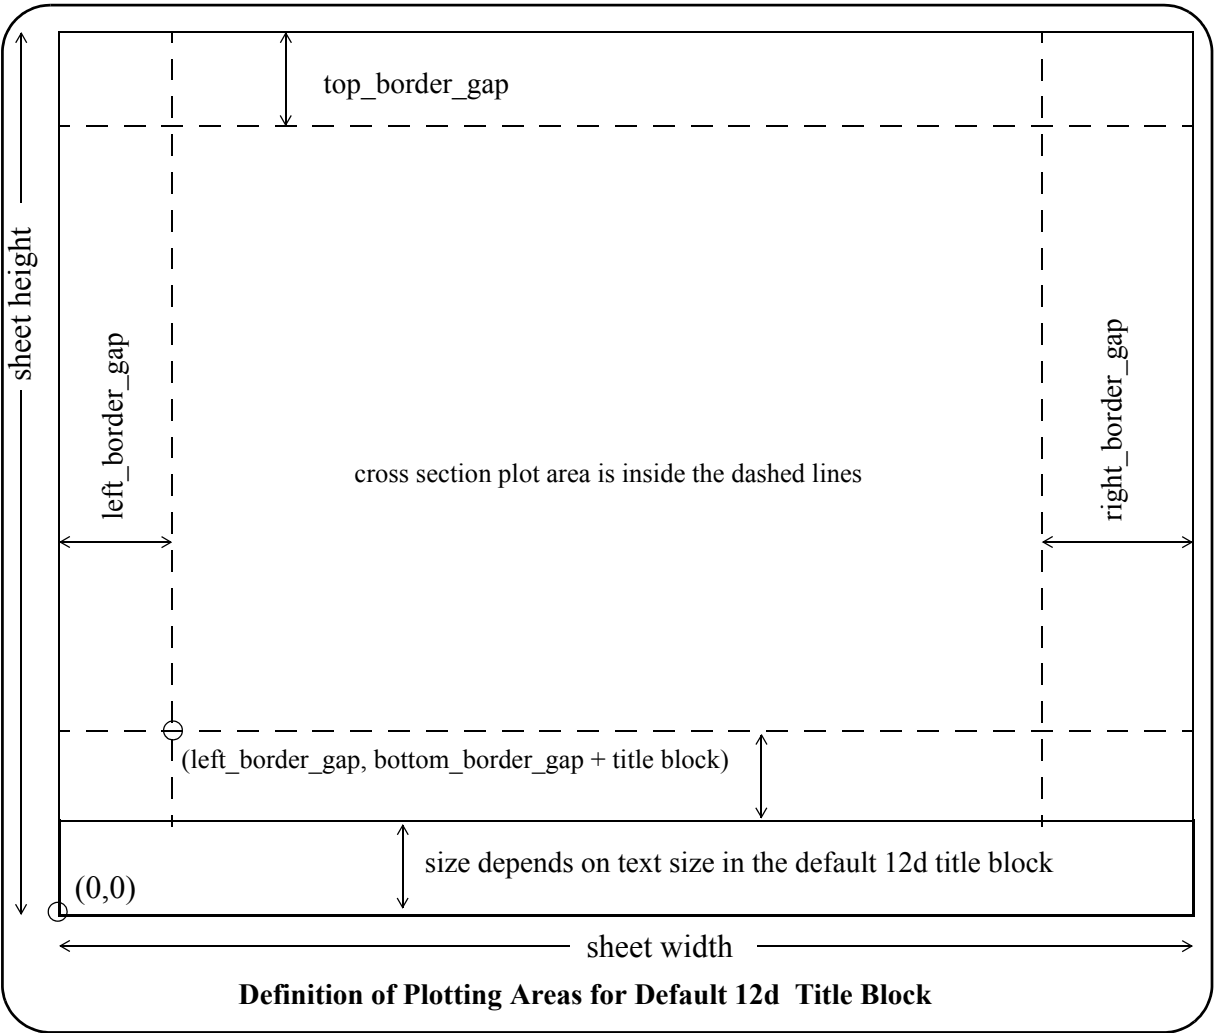 top_border_gap
sheet height
left_border_gap
right_border_gap
cross section plot area is inside the dashed lines
(left_border_gap, bottom_border_gap + title block)
size depends on text size in the default 12d title block
(0,0)
sheet width
Definition of Plotting Areas for Default 12d Title Block